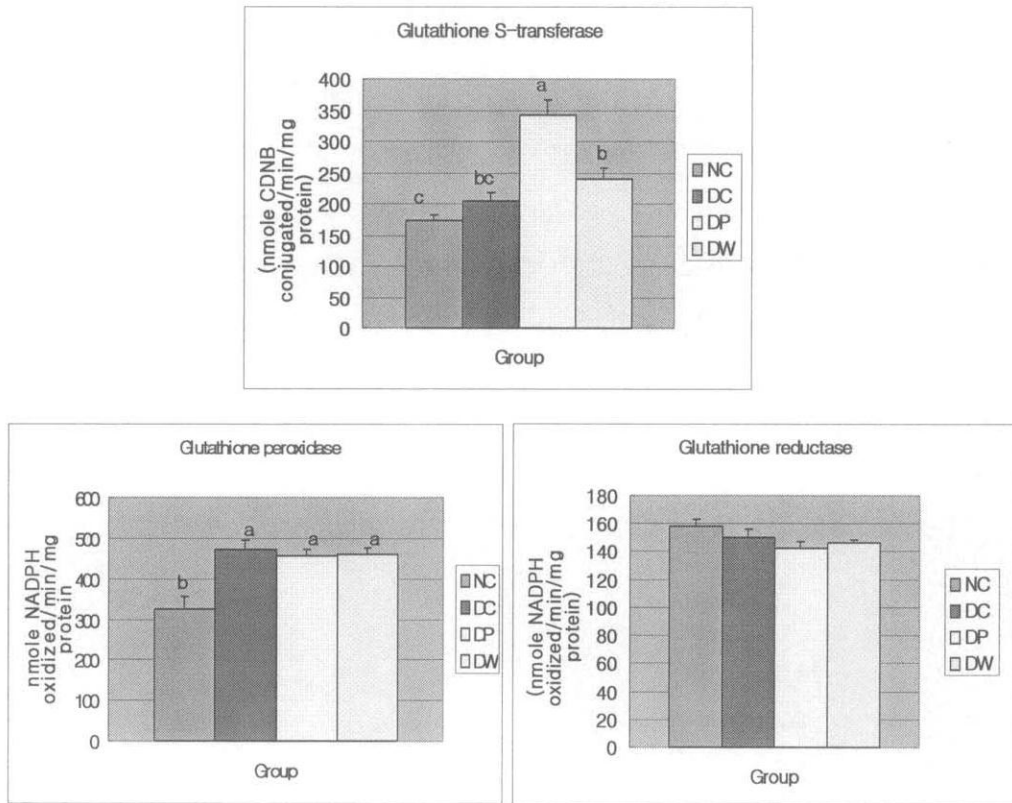 Glutathione S-transferase
(nmole CDNB
conjugated/min/mg
protein)
400
350
300
250
200
150
100
50
0
c
bc
a
b
NC
DC
DP
DW
Group
Glutathione peroxidase
nmole NADPH
oxidized/min/mg
protein
600
500
400
300
200
100
0
b
a
a
a
NC
DC
DP
DW
Group
Glutathione reductase
(nmole NADPH
oxidized/min/mg
protein)
180
160
140
120
100
80
60
40
20
0
NC
DC
DP
DW
Group